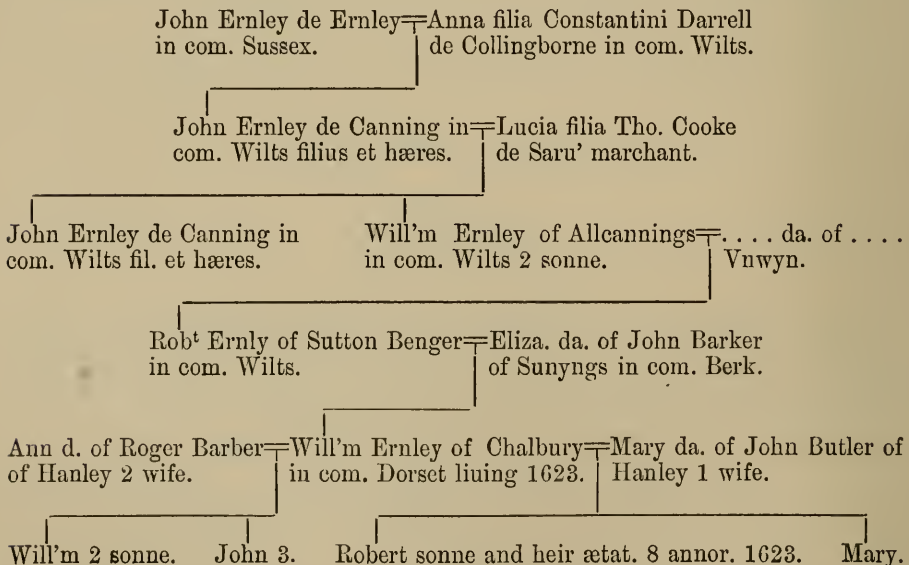 John Ernley de Ernley Anna filia Constantini Darrell
in com. Sussex. de Collingborne in com. Wilts.
John Ernley de Canning in Lucia filia Tho. Cooke
com. Wilts filius et hæres. de Saru' marchant.
John Ernley de Canning in Will'm Ernley of Allcannings . . . . da. of . . . .
com. Wilts fil. et hæres. in com. Wilts 2 sonne. Vnwyn.
Robᵗ Ernly of Sutton Benger Eliza. da. of John Barker
in com. Wilts. of Sunyngs in com. Berk.
Ann d. of Roger Barber Will'm Ernley of Chalbury Mary da. of John Butler of
of Hanley 2 wife. in com. Dorset liuing 1623. Hanley 1 wife.
Will'm 2 sonne. John 3. Robert sonne and heir ætat. 8 annor. 1623. Mary.